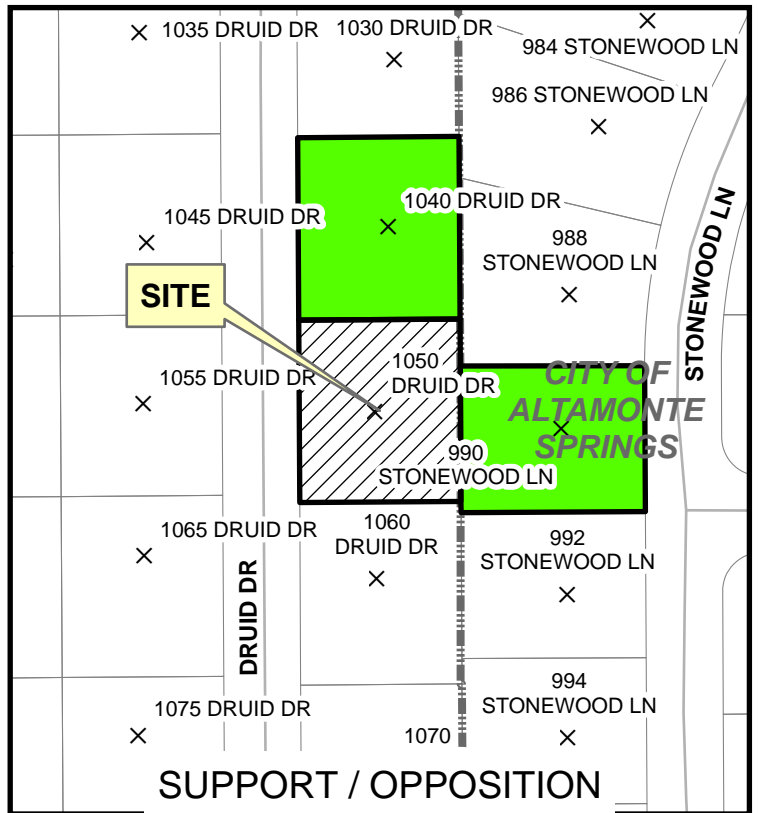 1035 DRUID DR
1030 DRUID DR
984 STONEWOOD LN
986 STONEWOOD LN
1040 DRUID DR
1045 DRUID DR
988
STONEWOOD LN
STONEWOOD LN
SITE
1050
DRUID DR
1055 DRUID DR
CITY OF
ALTAMONTE
SPRINGS
990
STONEWOOD LN
1065 DRUID DR
1060
DRUID DR
992
STONEWOOD LN
DRUID DR
994
STONEWOOD LN
1075 DRUID DR
1070
SUPPORT / OPPOSITION